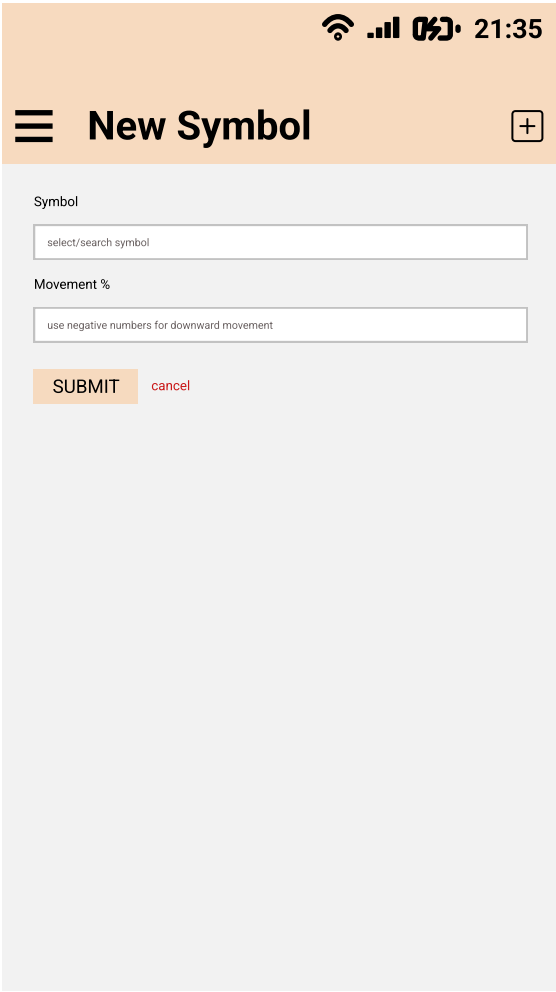 21:35
New Symbol
Symbol
select/search symbol
Movement %
use negative numbers for downward movement
SUBMIT cancel